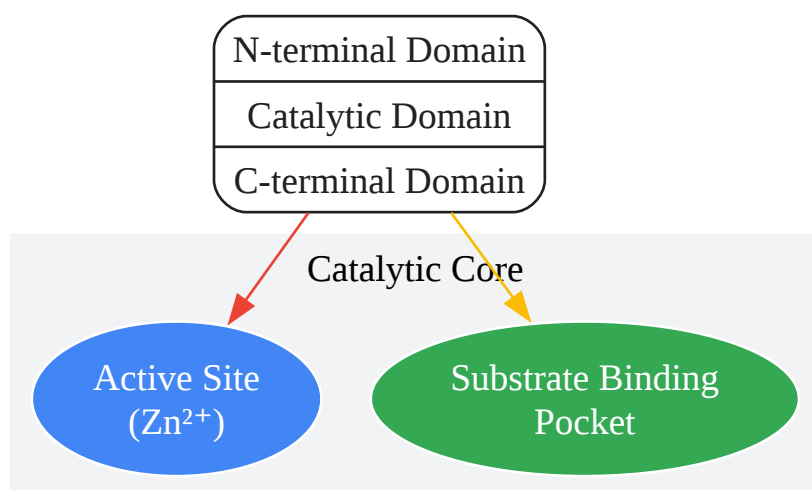 N-terminal Domain
Catalytic Domain
C-terminal Domain
Catalytic Core
Active Site
(Zn²⁺)
Substrate Binding
Pocket